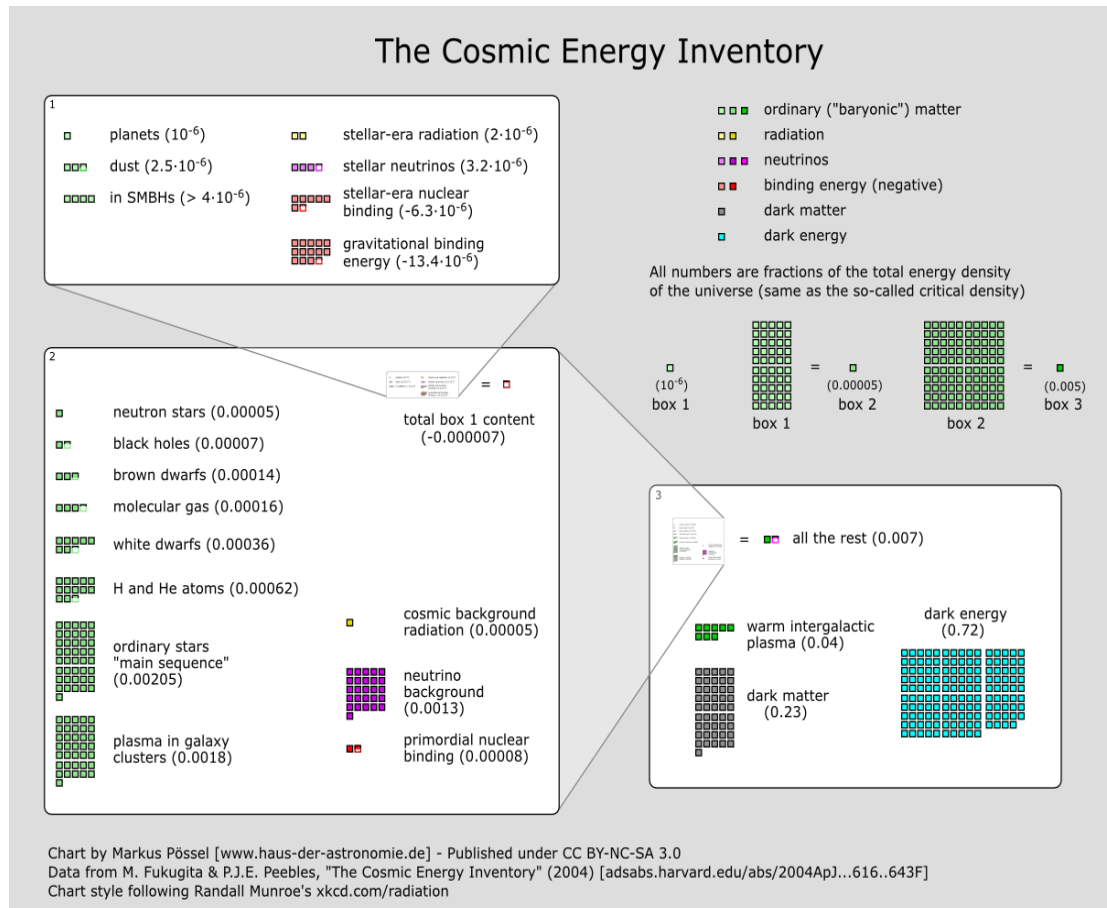 The Cosmic Energy Inventory
1
planets (10⁻⁶)
dust (2.5·10⁻⁶)
in SMBHs (> 4·10⁻⁶)
stellar-era radiation (2·10⁻⁶)
stellar neutrinos (3.2·10⁻⁶)
stellar-era nuclear
binding (-6.3·10⁻⁶)
gravitational binding
energy (-13.4·10⁻⁶)
ordinary ("baryonic") matter
radiation
neutrinos
binding energy (negative)
dark matter
dark energy
All numbers are fractions of the total energy density
of the universe (same as the so-called critical density)
(10⁻⁶)
box 1
box 1
=
(0.00005)
box 2
box 2
=
(0.005)
box 3
2
=
total box 1 content
(-0.000007)
neutron stars (0.00005)
black holes (0.00007)
brown dwarfs (0.00014)
molecular gas (0.00016)
white dwarfs (0.00036)
H and He atoms (0.00062)
ordinary stars
"main sequence"
(0.00205)
plasma in galaxy
clusters (0.0018)
cosmic background
radiation (0.00005)
neutrino
background
(0.0013)
primordial nuclear
binding (0.00008)
3
= all the rest (0.007)
warm intergalactic
plasma (0.04)
dark matter
(0.23)
dark energy
(0.72)
Chart by Markus Pössel [www.haus-der-astronomie.de] - Published under CC BY-NC-SA 3.0
Data from M. Fukugita & P.J.E. Peebles, "The Cosmic Energy Inventory" (2004) [adsabs.harvard.edu/abs/2004ApJ...616..643F]
Chart style following Randall Munroe's xkcd.com/radiation